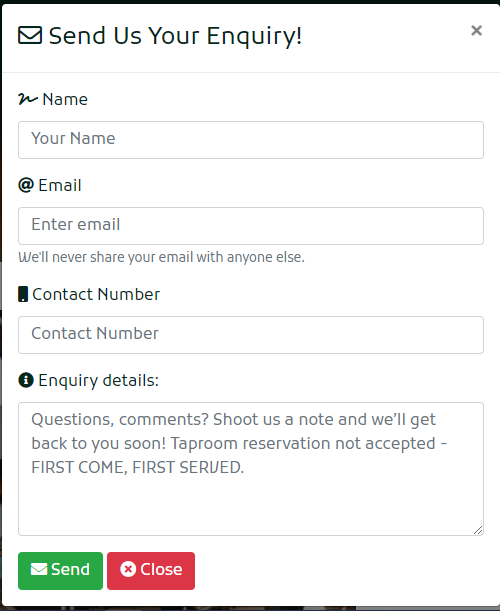 Send Us Your Enquiry!
×
Name
Your Name
@ Email
Enter email
We'll never share your email with anyone else.
Contact Number
Contact Number
Enquiry details:
Questions, comments? Shoot us a note and we’ll get
back to you soon! Taproom reservation not accepted -
FIRST COME, FIRST SERVED.
Send
Close